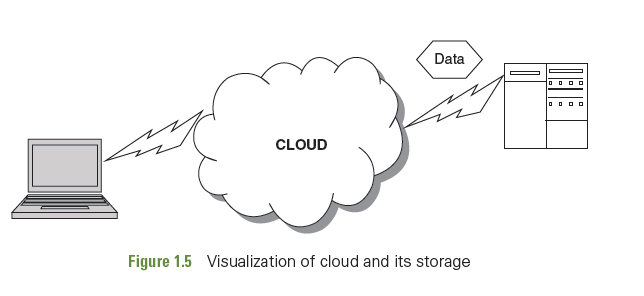 Data
CLOUD
Figure 1.5 Visualization of cloud and its storage